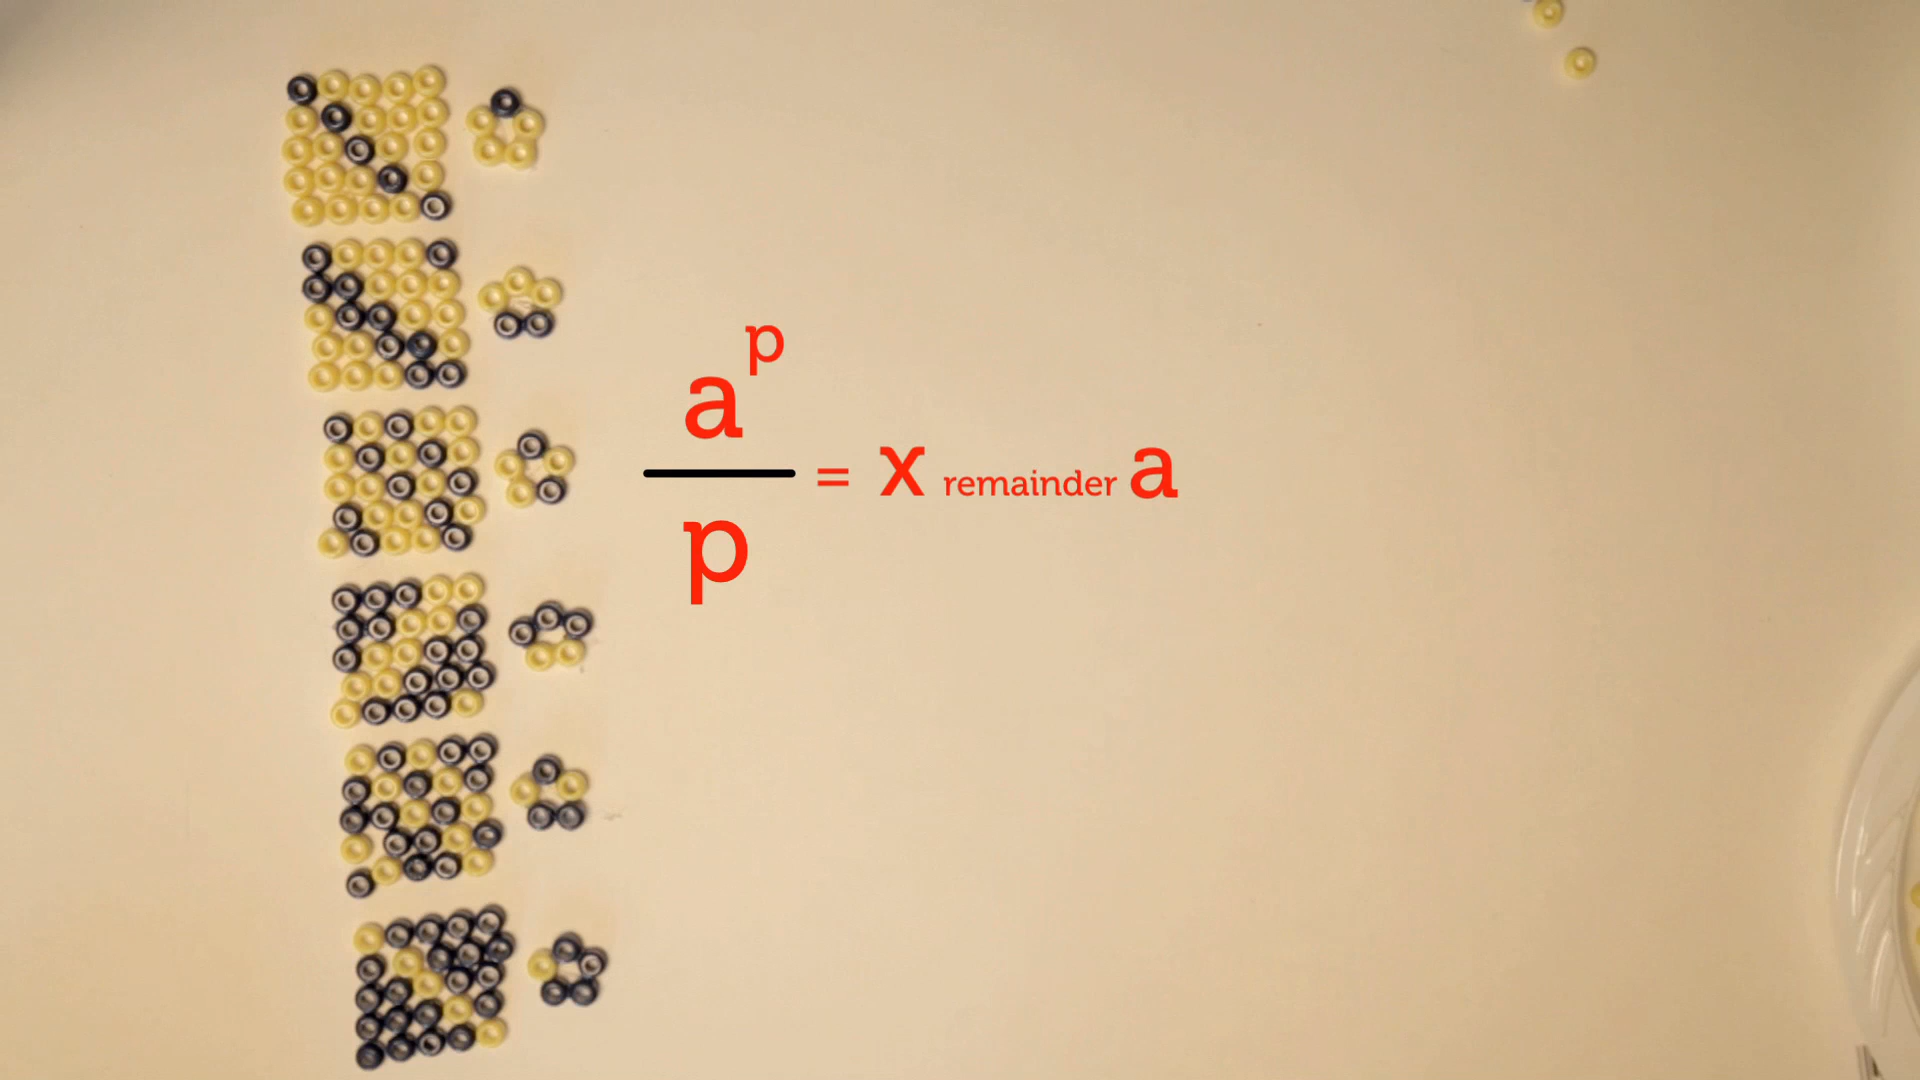 a^p
p
= x remainder a